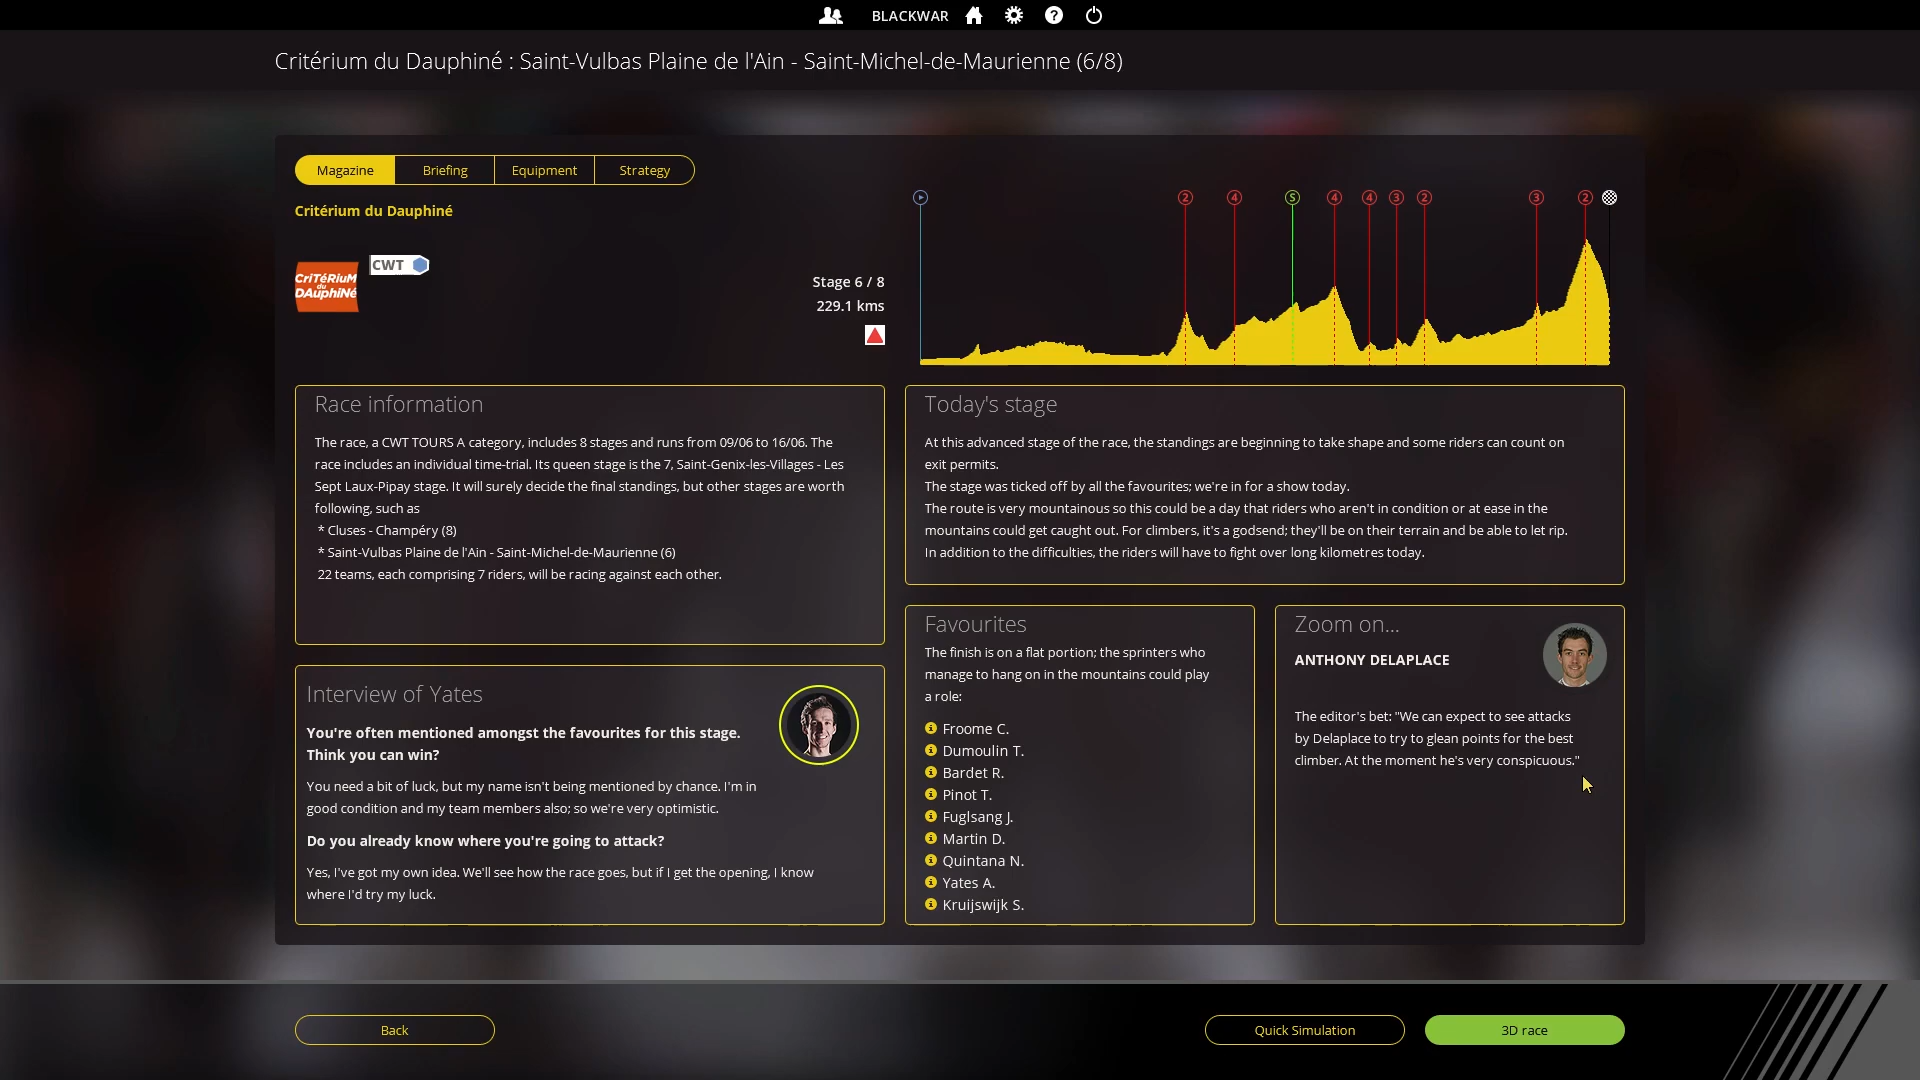 BLACKWAR
Critérium du Dauphiné : Saint-Vulbas Plaine de l'Ain - Saint-Michel-de-Maurienne (6/8)
Magazine
Briefing
Equipment
Strategy
Critérium du Dauphiné
CRiTéRiuM
du
DAuphiNé
CWT
Stage 6 / 8
229.1 kms
2
4
S
4
4
3
2
3
2
Race information
The race, a CWT TOURS A category, includes 8 stages and runs from 09/06 to 16/06. The
race includes an individual time-trial. Its queen stage is the 7, Saint-Genix-les-Villages - Les
Sept Laux-Pipay stage. It will surely decide the final standings, but other stages are worth
following, such as
* Cluses - Champéry (8)
* Saint-Vulbas Plaine de l'Ain - Saint-Michel-de-Maurienne (6)
22 teams, each comprising 7 riders, will be racing against each other.
Today's stage
At this advanced stage of the race, the standings are beginning to take shape and some riders can count on
exit permits.
The stage was ticked off by all the favourites; we're in for a show today.
The route is very mountainous so this could be a day that riders who aren't in condition or at ease in the
mountains could get caught out. For climbers, it's a godsend; they'll be on their terrain and be able to let rip.
In addition to the difficulties, the riders will have to fight over long kilometres today.
Interview of Yates
You're often mentioned amongst the favourites for this stage.
Think you can win?
You need a bit of luck, but my name isn't being mentioned by chance. I'm in
good condition and my team members also; so we're very optimistic.
Do you already know where you're going to attack?
Yes, I've got my own idea. We'll see how the race goes, but if I get the opening, I know
where I'd try my luck.
Favourites
The finish is on a flat portion; the sprinters who
manage to hang on in the mountains could play
a role:
Froome C.
Dumoulin T.
Bardet R.
Pinot T.
Fuglsang J.
Martin D.
Quintana N.
Yates A.
Kruijswijk S.
Zoom on...
ANTHONY DELAPLACE
The editor's bet: "We can expect to see attacks
by Delaplace to try to glean points for the best
climber. At the moment he's very conspicuous."
Back
Quick Simulation
3D race